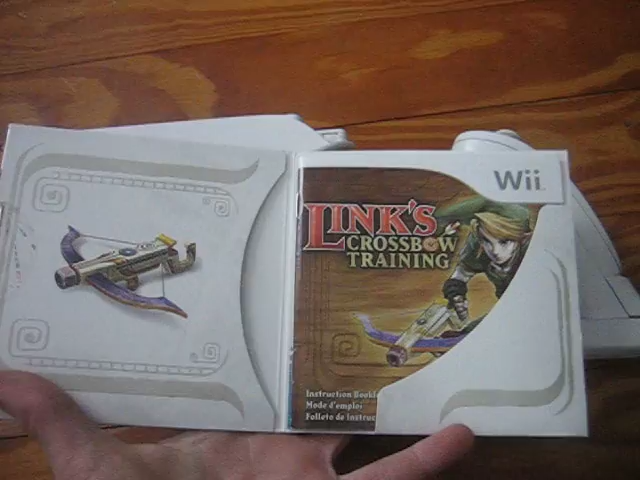 Wii
LINK'S
CROSSBOW
TRAINING
Instruction Bookl
Mode d'emploi
Folleto de instruc